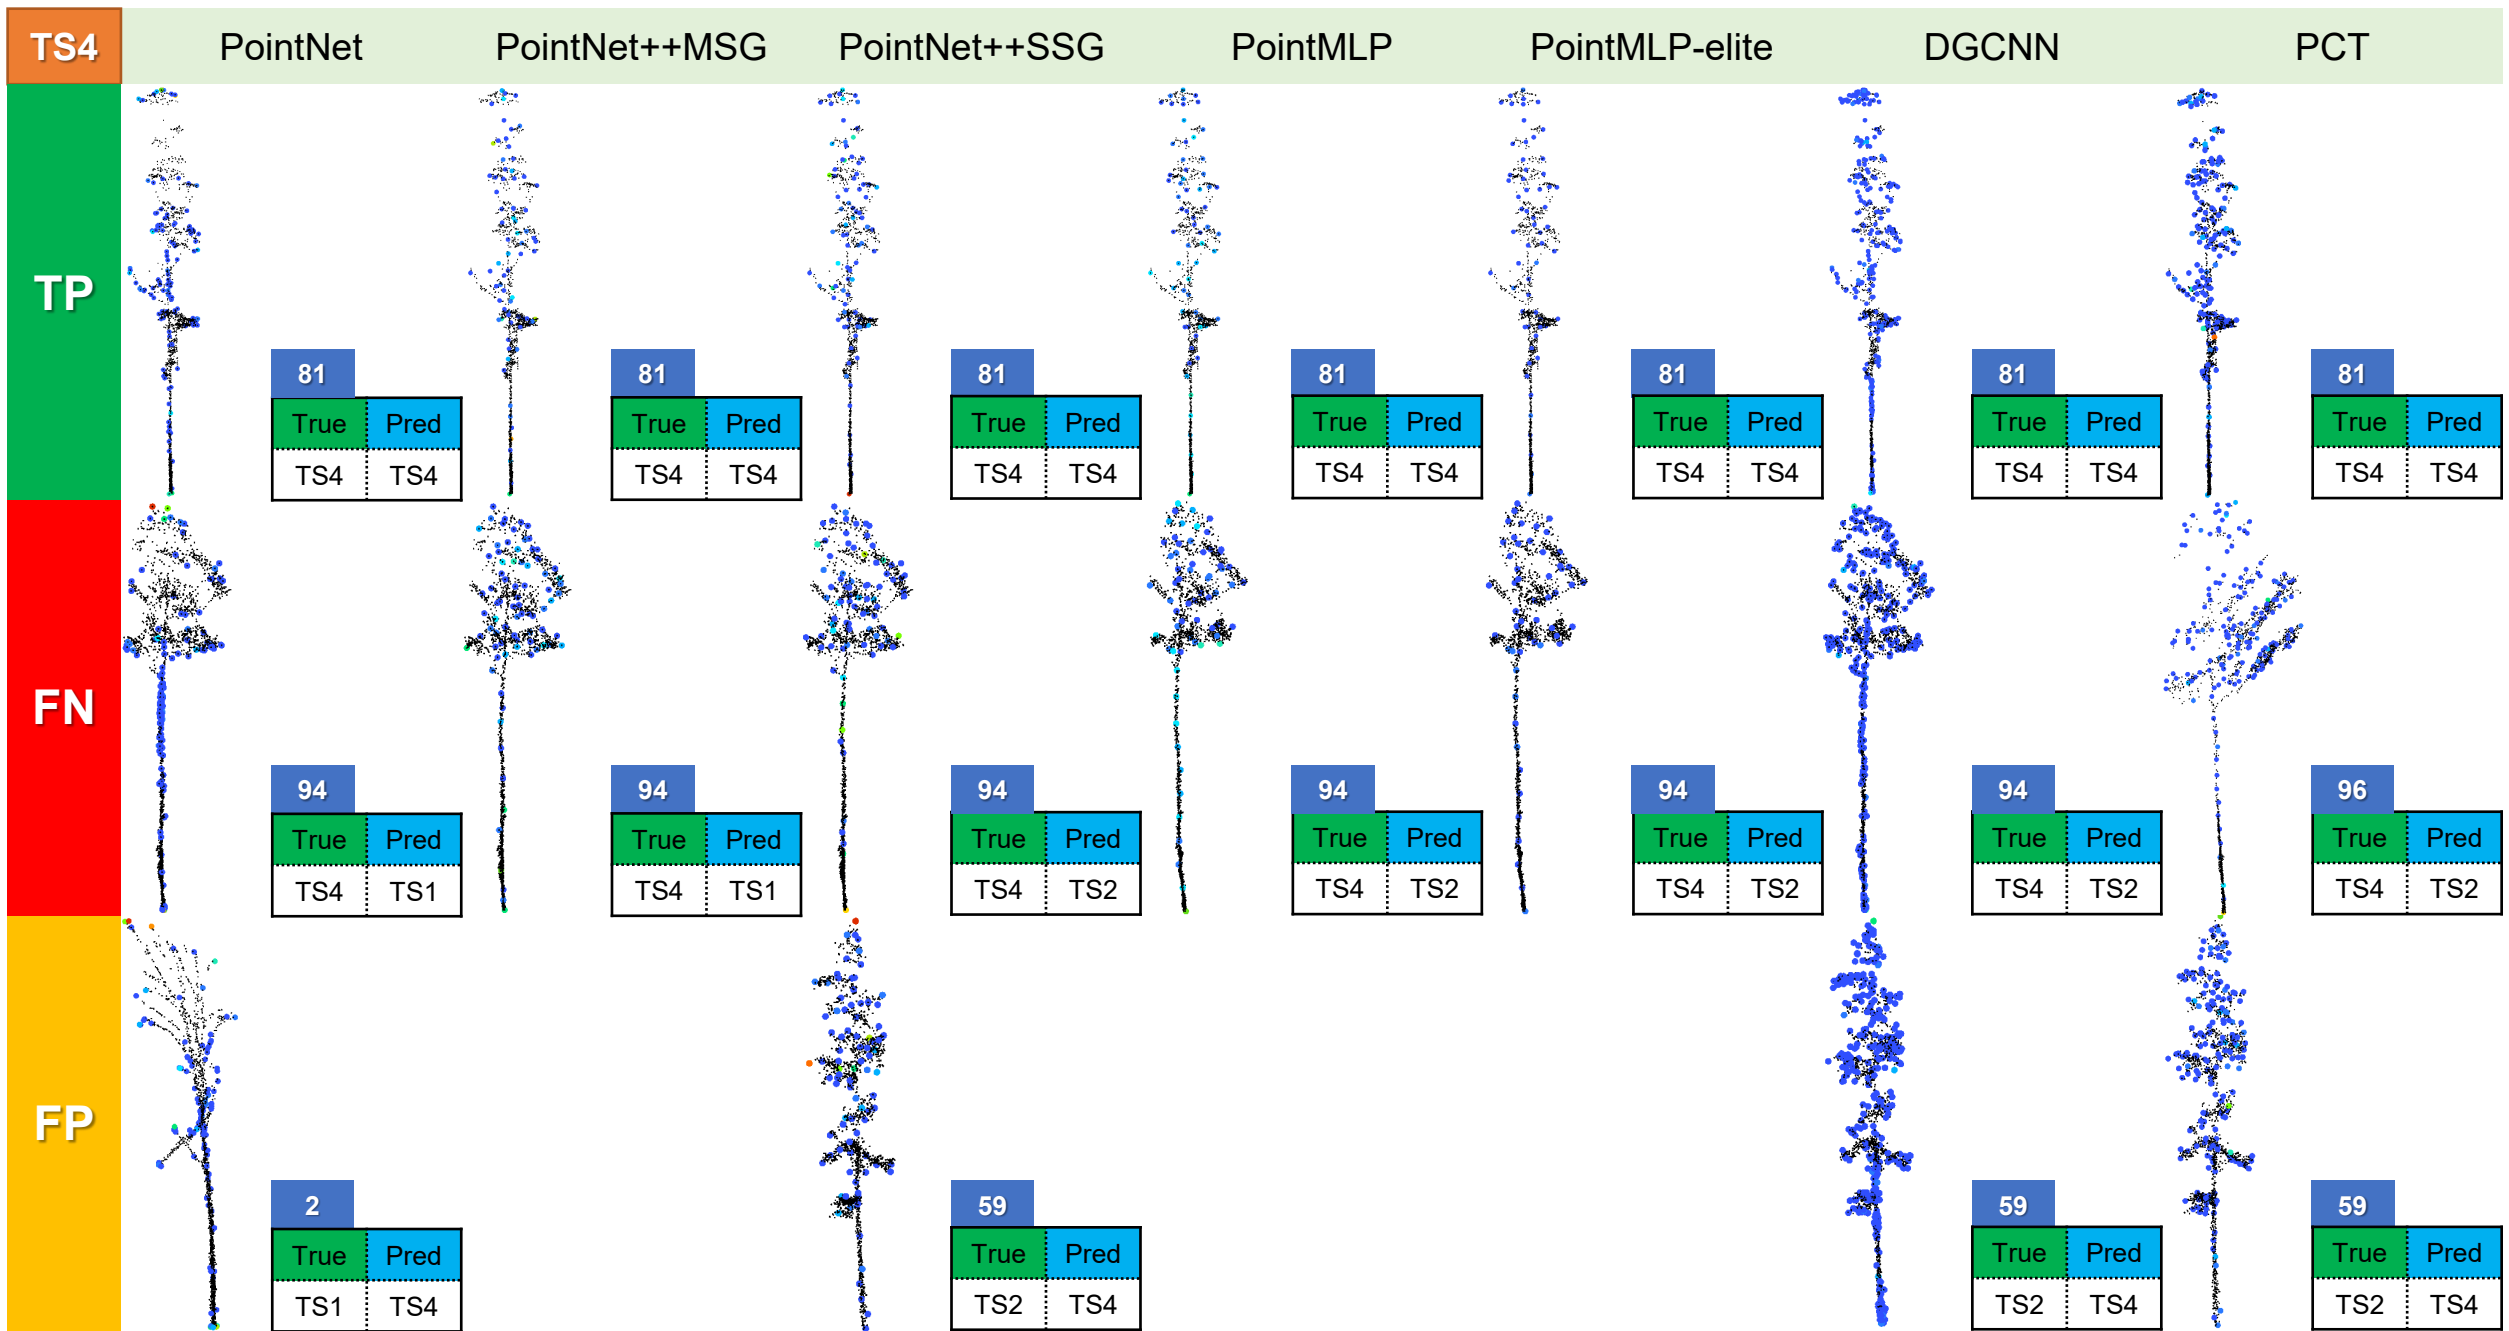 TS4 PointNet PointNet++MSG PointNet++SSG PointMLP PointMLP-elite DGCNN PCT
TP
81 81 81 81 81 81 81
True Pred True Pred True Pred True Pred True Pred True Pred True Pred
TS4 TS4 TS4 TS4 TS4 TS4 TS4 TS4 TS4 TS4 TS4 TS4 TS4 TS4
FN
94 94 94 94 94 94 96
True Pred True Pred True Pred True Pred True Pred True Pred True Pred
TS4 TS1 TS4 TS1 TS4 TS2 TS4 TS2 TS4 TS2 TS4 TS2 TS4 TS2
FP
2 59 59 59
True Pred True Pred True Pred True Pred
TS1 TS4 TS2 TS4 TS2 TS4 TS2 TS4